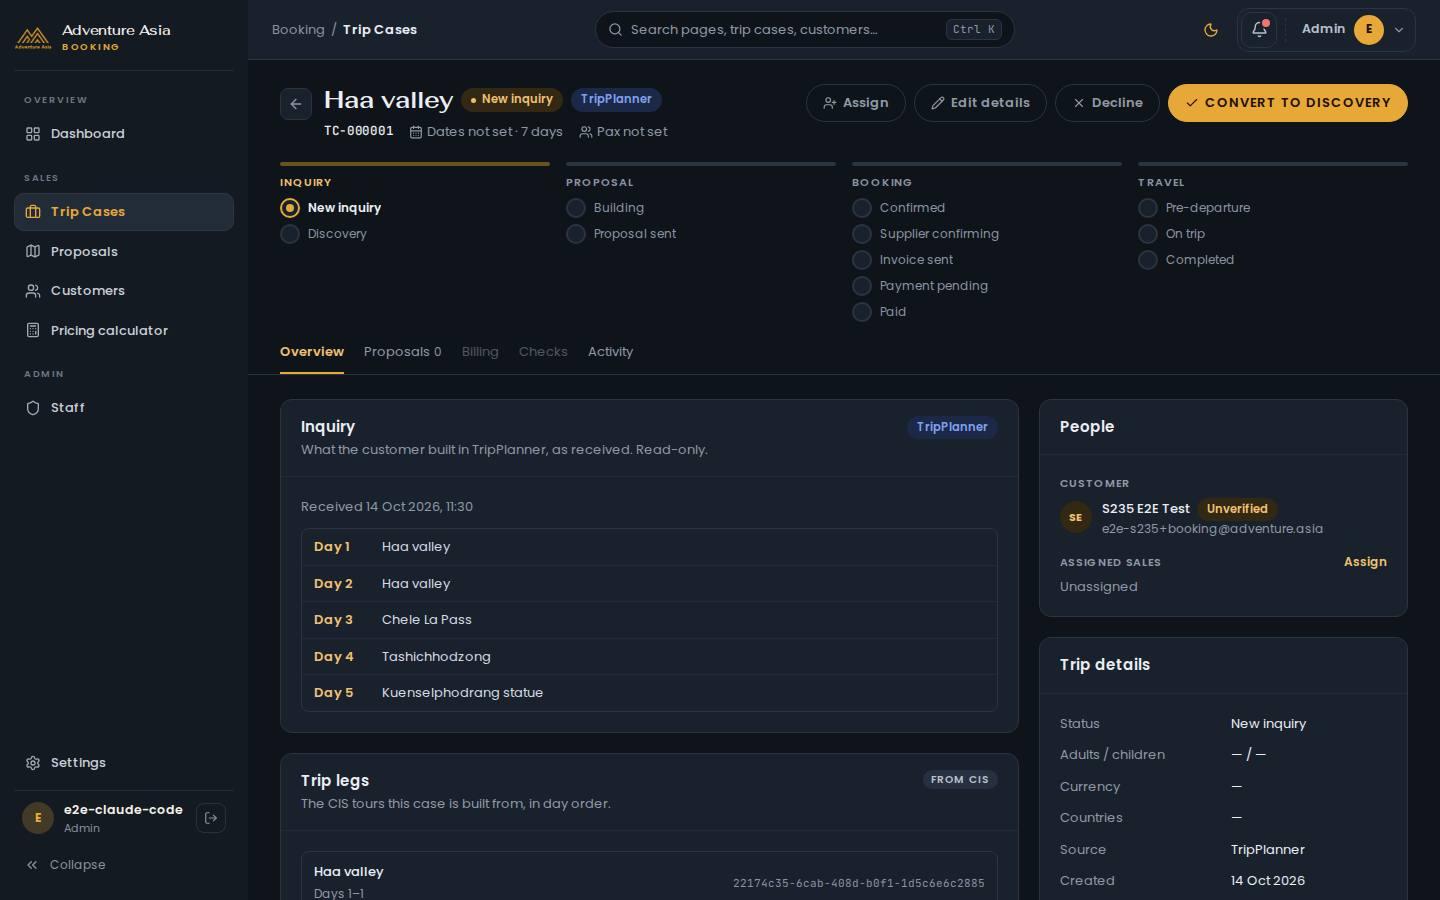 Adventure Asia
BOOKING
Adventure Asia
OVERVIEW
Dashboard
SALES
Trip Cases
Proposals
Customers
Pricing calculator
ADMIN
Staff
Settings
E
e2e-claude-code
Admin
Collapse
Booking / Trip Cases
Search pages, trip cases, customers...
Ctrl K
Admin
E
Haa valley
New inquiry
TripPlanner
TC-000001
Dates not set · 7 days
Pax not set
Assign
Edit details
Decline
CONVERT TO DISCOVERY
INQUIRY
New inquiry
Discovery
PROPOSAL
Building
Proposal sent
BOOKING
Confirmed
Supplier confirming
Invoice sent
Payment pending
Paid
TRAVEL
Pre-departure
On trip
Completed
Overview
Proposals 0
Billing
Checks
Activity
Inquiry
TripPlanner
What the customer built in TripPlanner, as received. Read-only.
Received 14 Oct 2026, 11:30
Day 1 Haa valley
Day 2 Haa valley
Day 3 Chele La Pass
Day 4 Tashichhodzong
Day 5 Kuenselphodrang statue
Trip legs
FROM CIS
The CIS tours this case is built from, in day order.
Haa valley
Days 1–1
22174c35-6cab-408d-b0f1-1d5c6e6c2885
People
CUSTOMER
SE
S235 E2E Test
Unverified
e2e-s235+booking@adventure.asia
ASSIGNED SALES
Assign
Unassigned
Trip details
Status New inquiry
Adults / children — / —
Currency —
Countries —
Source TripPlanner
Created 14 Oct 2026